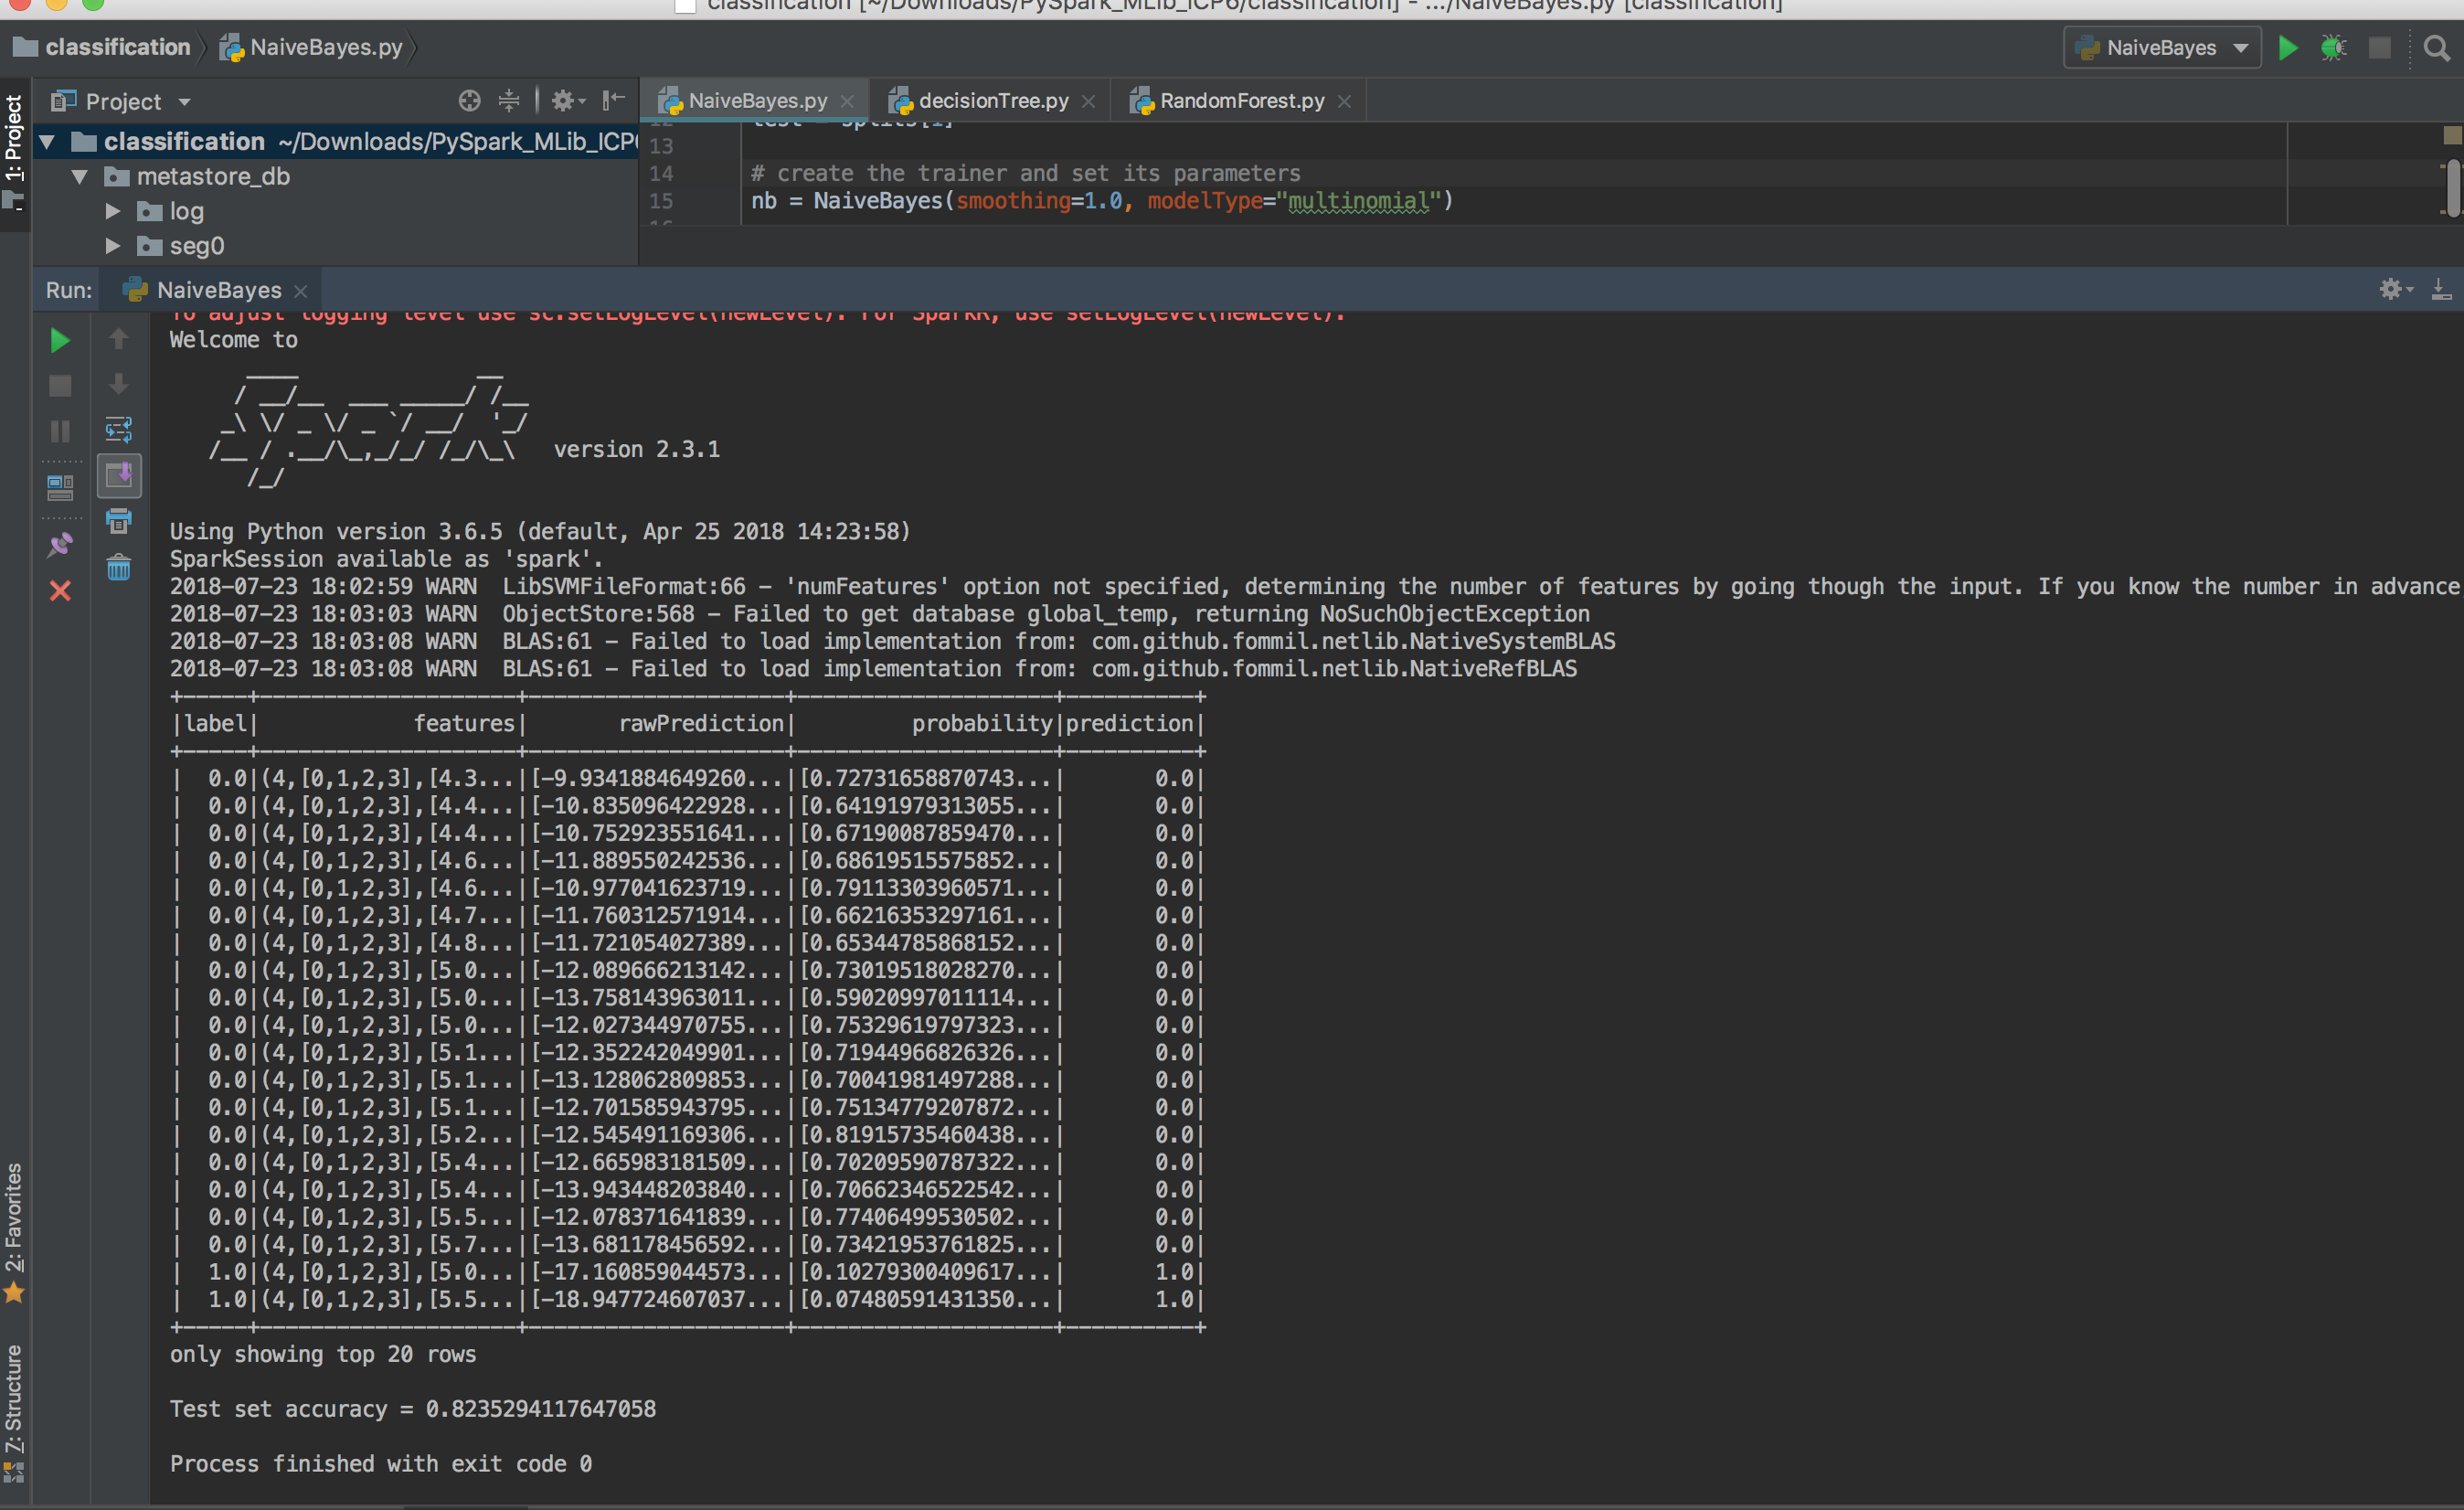 classification [~/Downloads/PySpark_MLib_ICP6/classification] - .../NaiveBayes.py [classification]
classification NaiveBayes.py NaiveBayes
1: Project
Project NaiveBayes.py decisionTree.py RandomForest.py
classification ~/Downloads/PySpark_MLib_ICP6
metastore_db
log
seg0
12 test = splits[1]
13
14 # create the trainer and set its parameters
15 nb = NaiveBayes(smoothing=1.0, modelType="multinomial")
16
Run: NaiveBayes
To adjust logging level use sc.setLogLevel(newLevel). For SparkR, use setLogLevel(newLevel).
Welcome to
      ____              __
     / __/__  ___ _____/ /__
    _\ \/ _ \/ _ `/ __/  '_/
   /__ / .__/\_,_/_/ /_/\_\   version 2.3.1
      /_/
Using Python version 3.6.5 (default, Apr 25 2018 14:23:58)
SparkSession available as 'spark'.
2018-07-23 18:02:59 WARN  LibSVMFileFormat:66 - 'numFeatures' option not specified, determining the number of features by going though the input. If you know the number in advance
2018-07-23 18:03:03 WARN  ObjectStore:568 - Failed to get database global_temp, returning NoSuchObjectException
2018-07-23 18:03:08 WARN  BLAS:61 - Failed to load implementation from: com.github.fommil.netlib.NativeSystemBLAS
2018-07-23 18:03:08 WARN  BLAS:61 - Failed to load implementation from: com.github.fommil.netlib.NativeRefBLAS
+-----+--------------------+--------------------+--------------------+----------+
|label|            features|       rawPrediction|         probability|prediction|
+-----+--------------------+--------------------+--------------------+----------+
|  0.0|(4,[0,1,2,3],[4.3...|[-9.9341884649260...|[0.72731658870743...|       0.0|
|  0.0|(4,[0,1,2,3],[4.4...|[-10.835096422928...|[0.64191979313055...|       0.0|
|  0.0|(4,[0,1,2,3],[4.4...|[-10.752923551641...|[0.67190087859470...|       0.0|
|  0.0|(4,[0,1,2,3],[4.6...|[-11.889550242536...|[0.68619515575852...|       0.0|
|  0.0|(4,[0,1,2,3],[4.6...|[-10.977041623719...|[0.79113303960571...|       0.0|
|  0.0|(4,[0,1,2,3],[4.7...|[-11.760312571914...|[0.66216353297161...|       0.0|
|  0.0|(4,[0,1,2,3],[4.8...|[-11.721054027389...|[0.65344785868152...|       0.0|
|  0.0|(4,[0,1,2,3],[5.0...|[-12.089666213142...|[0.73019518028270...|       0.0|
|  0.0|(4,[0,1,2,3],[5.0...|[-13.758143963011...|[0.59020997011114...|       0.0|
|  0.0|(4,[0,1,2,3],[5.0...|[-12.027344970755...|[0.75329619797323...|       0.0|
|  0.0|(4,[0,1,2,3],[5.1...|[-12.352242049901...|[0.71944966826326...|       0.0|
|  0.0|(4,[0,1,2,3],[5.1...|[-13.128062809853...|[0.70041981497288...|       0.0|
|  0.0|(4,[0,1,2,3],[5.1...|[-12.701585943795...|[0.75134779207872...|       0.0|
|  0.0|(4,[0,1,2,3],[5.2...|[-12.545491169306...|[0.81915735460438...|       0.0|
|  0.0|(4,[0,1,2,3],[5.4...|[-12.665983181509...|[0.70209590787322...|       0.0|
|  0.0|(4,[0,1,2,3],[5.4...|[-13.943448203840...|[0.70662346522542...|       0.0|
|  0.0|(4,[0,1,2,3],[5.5...|[-12.078371641839...|[0.77406499530502...|       0.0|
|  0.0|(4,[0,1,2,3],[5.7...|[-13.681178456592...|[0.73421953761825...|       0.0|
|  1.0|(4,[0,1,2,3],[5.0...|[-17.160859044573...|[0.10279300409617...|       1.0|
|  1.0|(4,[0,1,2,3],[5.5...|[-18.947724607037...|[0.07480591431350...|       1.0|
+-----+--------------------+--------------------+--------------------+----------+
only showing top 20 rows
Test set accuracy = 0.8235294117647058
Process finished with exit code 0
2: Favorites
7: Structure